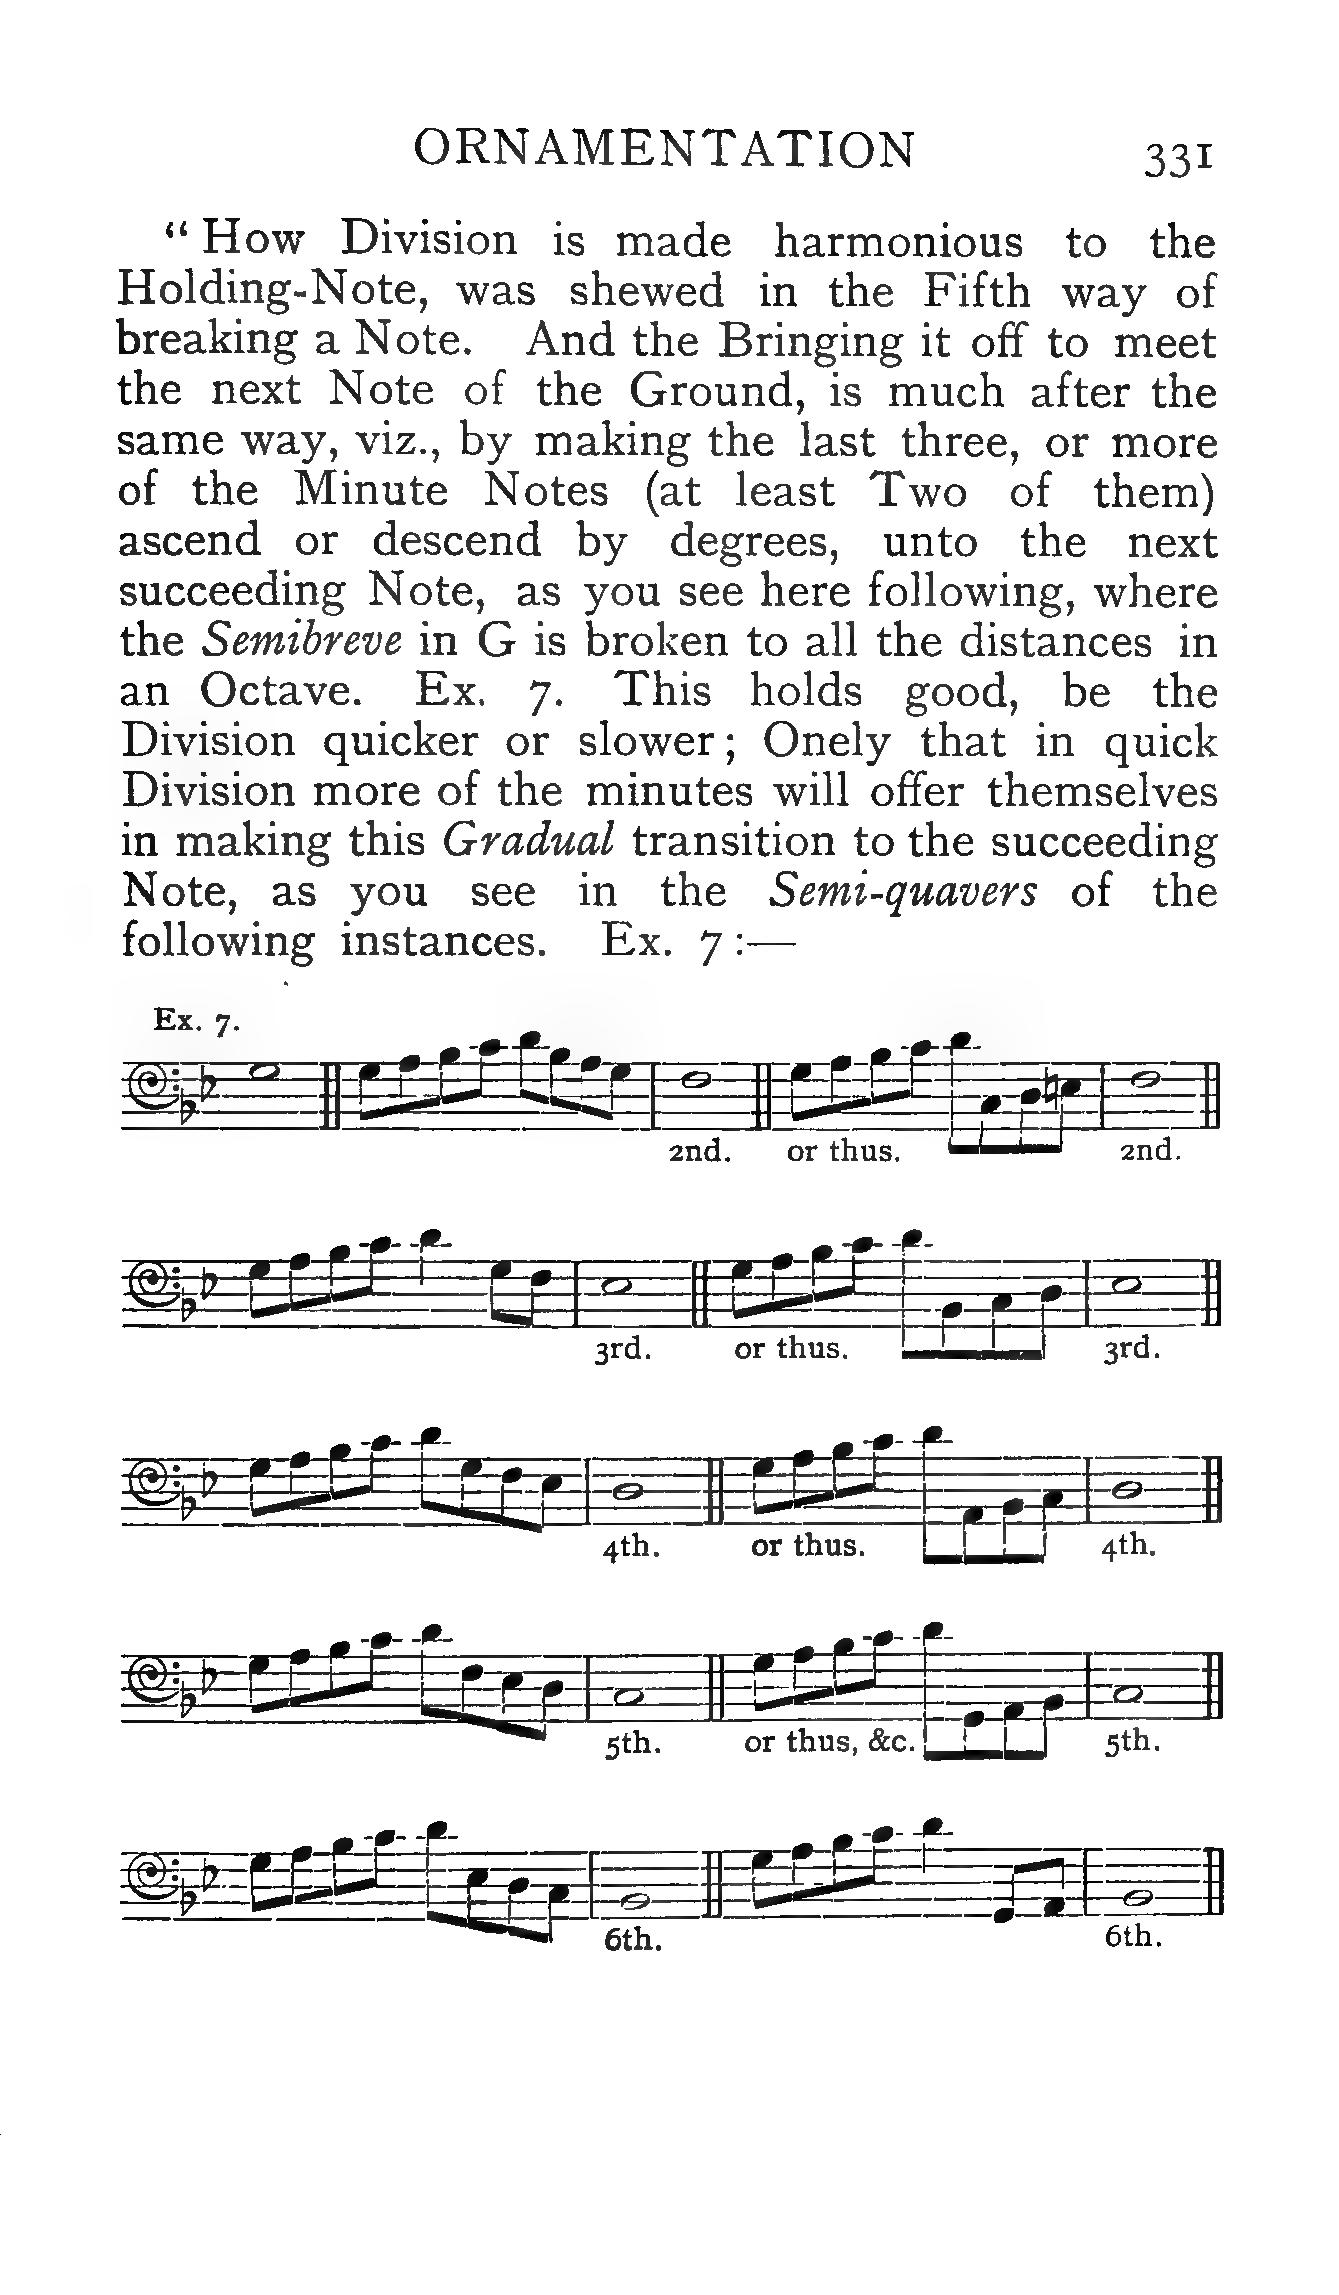 ORNAMENTATION 331
“ How Division is made harmonious to the
Holding-Note, was shewed in the Fifth way of
breaking a Note. And the Bringing it off to meet
the next Note of the Ground, is much after the
same way, viz., by making the last three, or more
of the Minute Notes (at least Two of them)
ascend or descend by degrees, unto the next
succeeding Note, as you see here following, where
the Semibreve in G is broken to all the distances in
an Octave. Ex. 7. This holds good, be the
Division quicker or slower; Onely that in quick
Division more of the minutes will offer themselves
in making this Gradual transition to the succeeding
Note, as you see in the Semi-quavers of the
following instances. Ex. 7 :—
Ex. 7.
2nd. or thus. 2nd.
3rd. or thus. 3rd.
4th. or thus. 4th.
5th. or thus, &c. 5th.
6th. 6th.